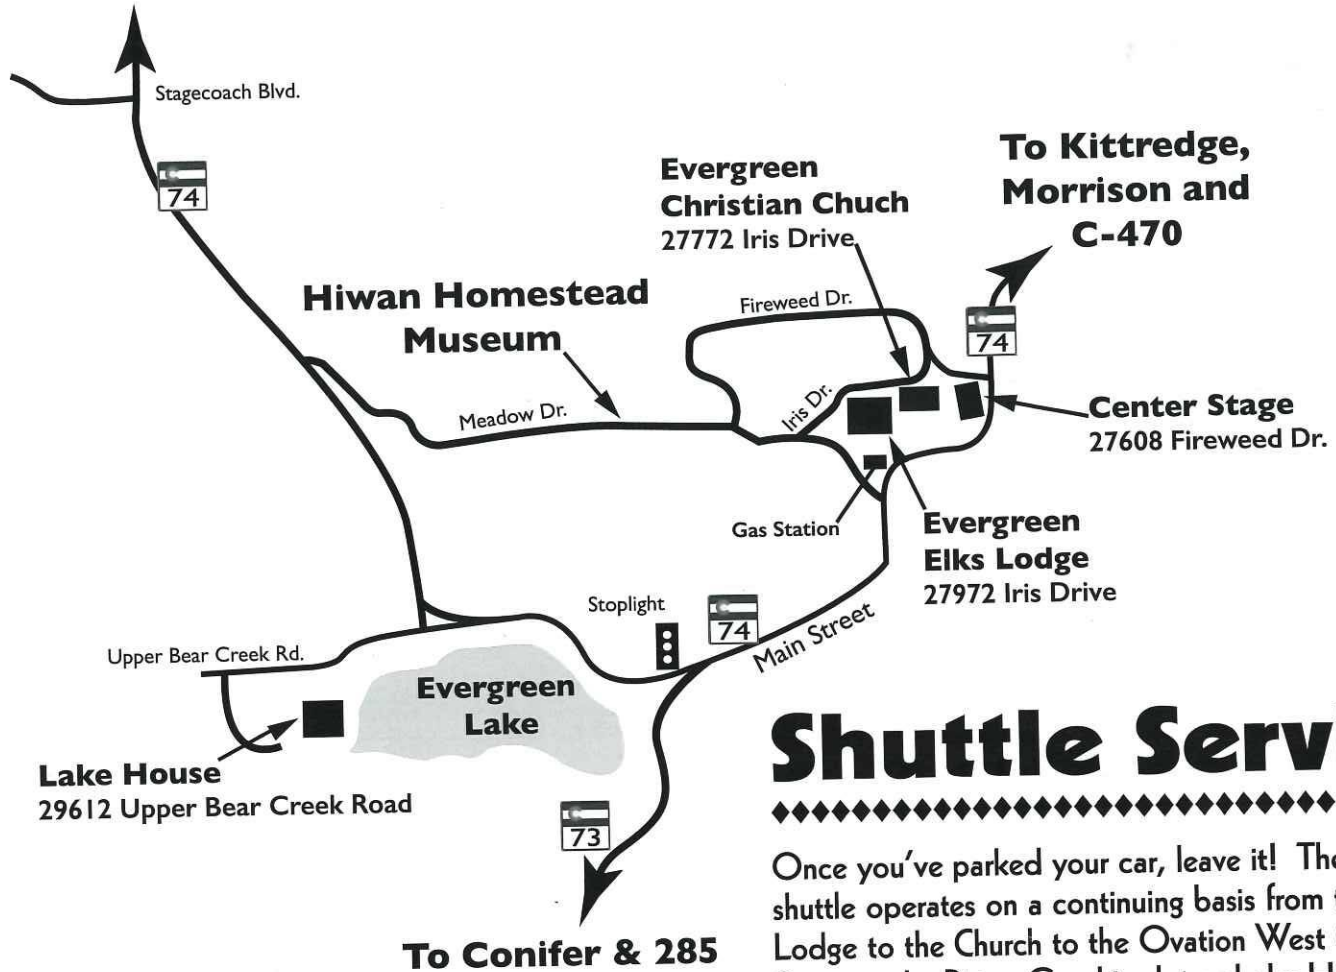 Stagecoach Blvd.
74
To Kittredge,
Morrison and
C-470
Evergreen
Christian Chuch
27772 Iris Drive
Hiwan Homestead
Museum
Fireweed Dr.
74
Meadow Dr.
Iris Dr.
Center Stage
27608 Fireweed Dr.
Gas Station
Evergreen
Elks Lodge
27972 Iris Drive
Stoplight
74
Main Street
Upper Bear Creek Rd.
Evergreen
Lake
Lake House
29612 Upper Bear Creek Road
73
To Conifer & 285
Shuttle Serv
Once you've parked your car, leave it! The
shuttle operates on a continuing basis from
Lodge to the Church to the Ovation West